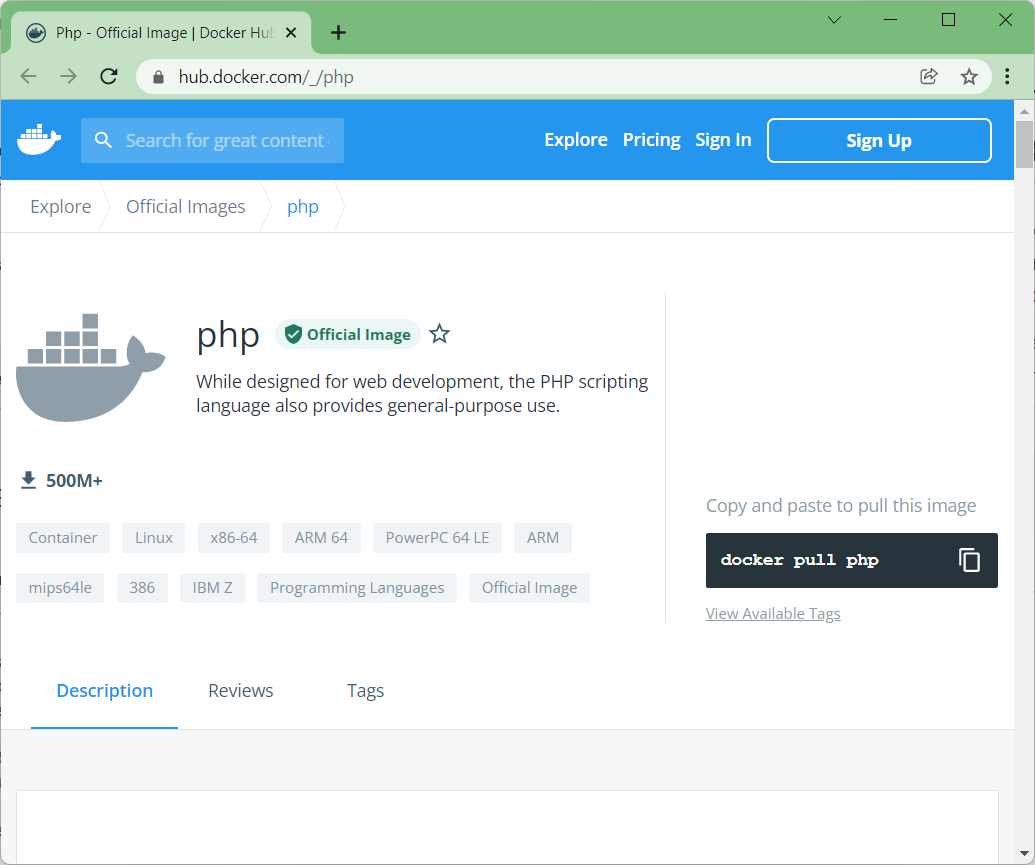 Php - Official Image | Docker Hub
hub.docker.com/_/php
Search for great content
Explore
Pricing
Sign In
Sign Up
Explore
Official Images
php
php
Official Image
While designed for web development, the PHP scripting
language also provides general-purpose use.
500M+
Copy and paste to pull this image
Container
Linux
x86-64
ARM 64
PowerPC 64 LE
ARM
docker pull php
mips64le
386
IBM Z
Programming Languages
Official Image
View Available Tags
Description
Reviews
Tags